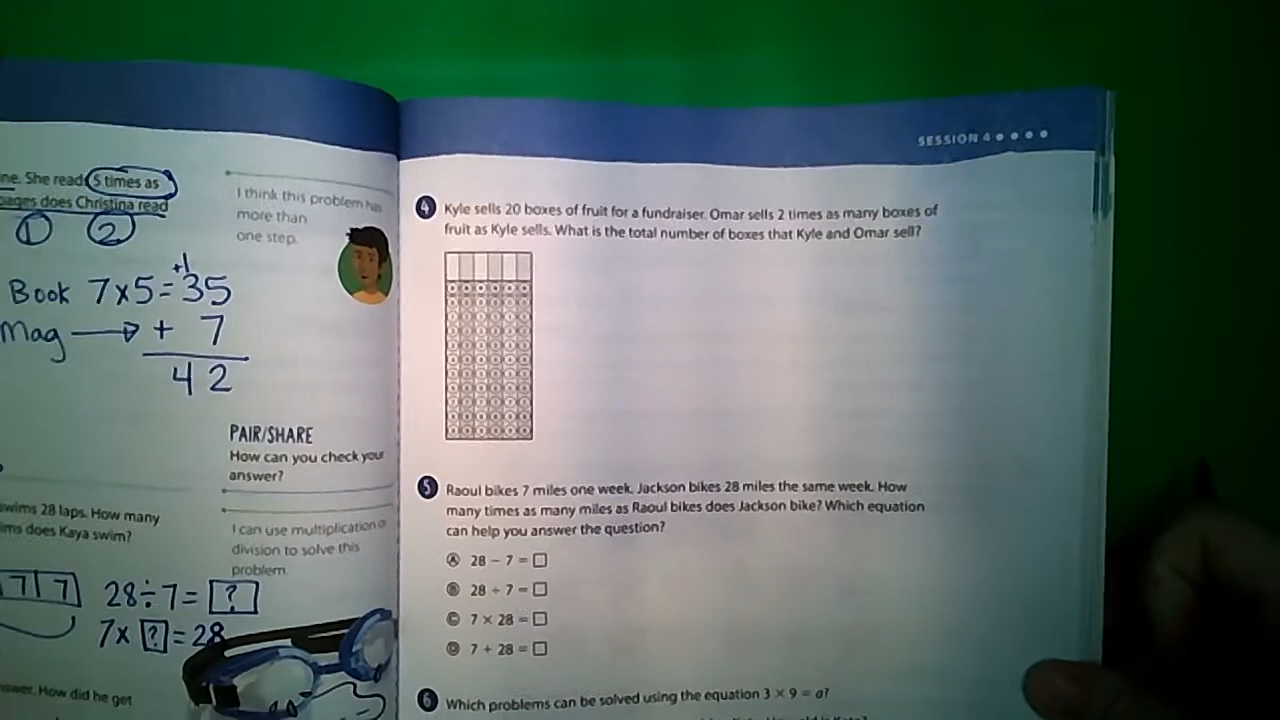 ne. She read 5 times as
pages does Christina read
1 2
Book 7x5=35
+1
Mag → + 7
42
swims 28 laps. How many
ims does Kaya swim?
7 7
28÷7= ?
7x ? =28
nswer. How did he get
I think this problem has
more than
one step.
PAIR/SHARE
How can you check your
answer?
I can use multiplication o
division to solve this
problem.
SESSION 4
4 Kyle sells 20 boxes of fruit for a fundraiser. Omar sells 2 times as many boxes of
fruit as Kyle sells. What is the total number of boxes that Kyle and Omar sell?
5 Raoul bikes 7 miles one week. Jackson bikes 28 miles the same week. How
many times as many miles as Raoul bikes does Jackson bike? Which equation
can help you answer the question?
A 28 − 7 = □
B 28 ÷ 7 = □
C 7 × 28 = □
D 7 + 28 = □
6 Which problems can be solved using the equation 3 × 9 = a?